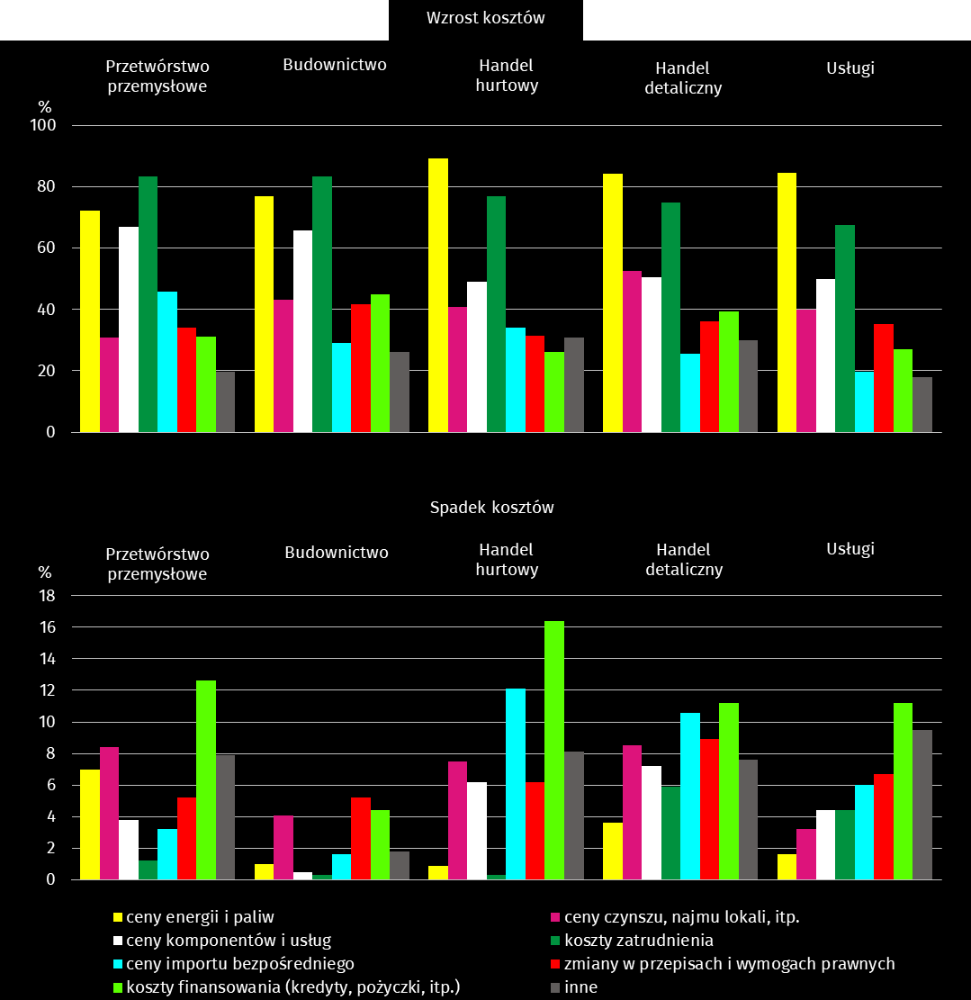 Wzrost kosztów
Przetwórstwo
przemysłowe
Budownictwo
Handel
hurtowy
Handel
detaliczny
Usługi
%
100
80
60
40
20
0
Spadek kosztów
Przetwórstwo
przemysłowe
Budownictwo
Handel
hurtowy
Handel
detaliczny
Usługi
%
18
16
14
12
10
8
6
4
2
0
ceny energii i paliw
ceny czynszu, najmu lokali, itp.
ceny komponentów i usług
koszty zatrudnienia
ceny importu bezpośredniego
zmiany w przepisach i wymogach prawnych
koszty finansowania (kredyty, pożyczki, itp.)
inne